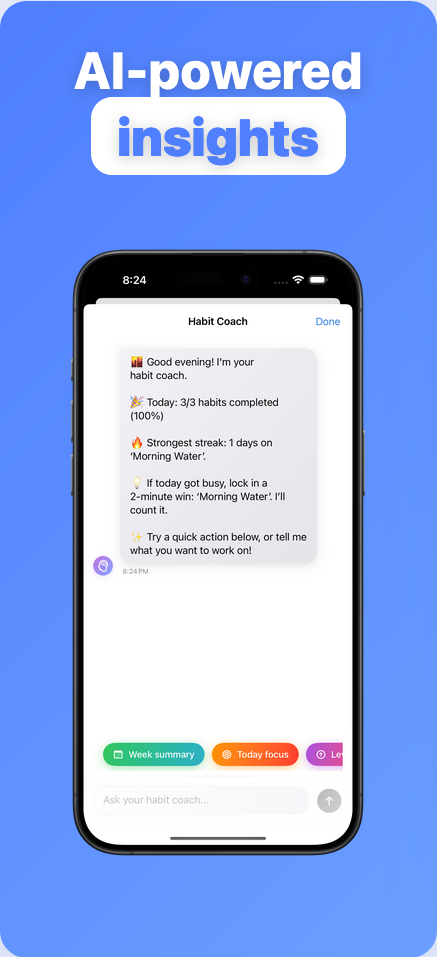 AI-powered
insights
8:24
Habit Coach
Done
🌇 Good evening! I'm your
habit coach.
🎉 Today: 3/3 habits completed
(100%)
🔥 Strongest streak: 1 days on
‘Morning Water’.
💡 If today got busy, lock in a
2-minute win: ‘Morning Water’. I’ll
count it.
✨ Try a quick action below, or tell me
what you want to work on!
8:24 PM
Week summary
Today focus
Ask your habit coach...